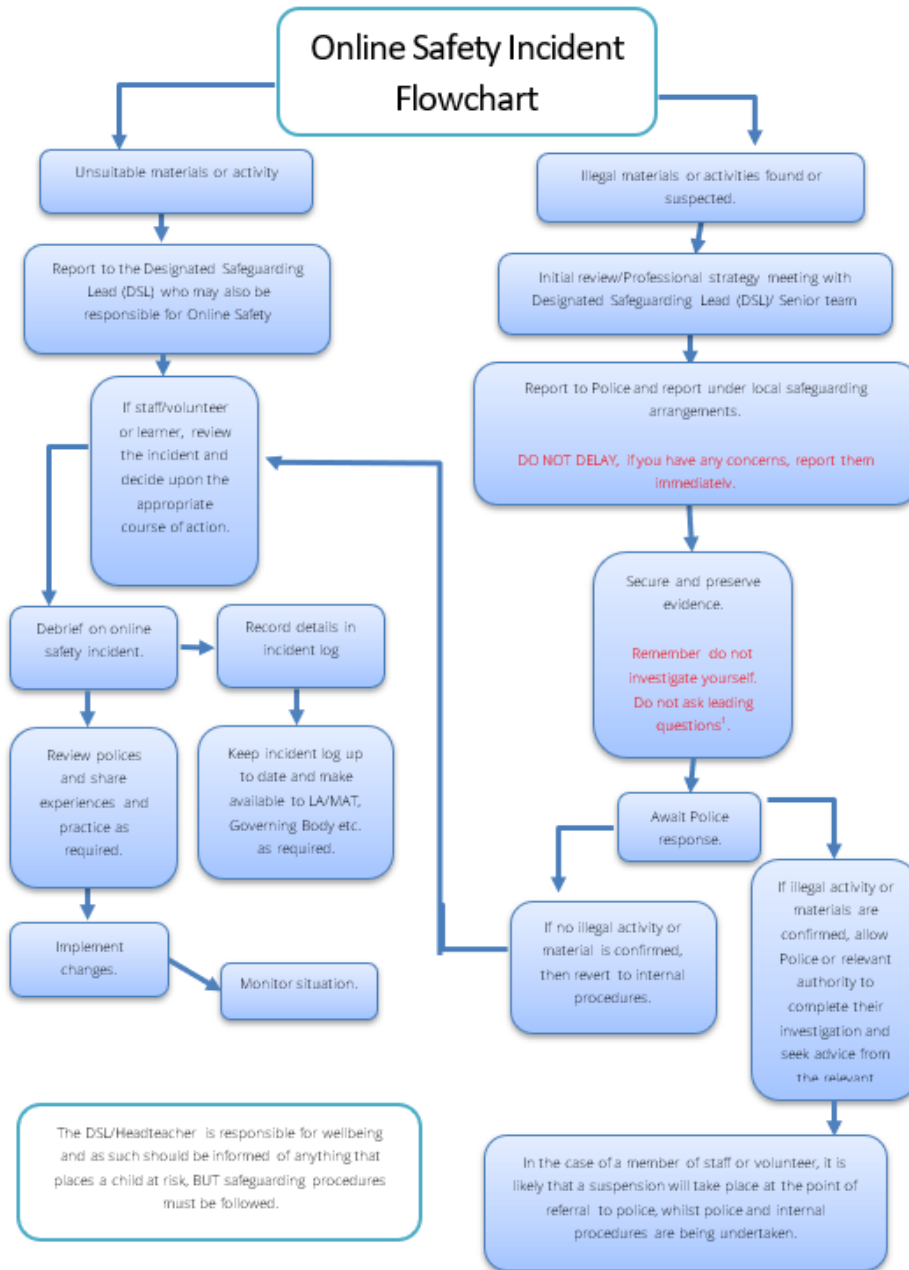 Online Safety Incident
Flowchart
Unsuitable materials or activity
Report to the Designated Safeguarding
Lead (DSL) who may also be
responsible for Online Safety
If staff/volunteer
or learner, review
the incident and
decide upon the
appropriate
course of action.
Debrief on online
safety incident.
Record details in
incident log
Review polices
and share
experiences and
practice as
required.
Keep incident log up
to date and make
available to LA/MAT,
Governing Body etc.
as required.
Implement
changes.
Monitor situation.
Illegal materials or activities found or
suspected.
Initial review/Professional strategy meeting with
Designated Safeguarding Lead (DSL)/ Senior team
Report to Police and report under local safeguarding
arrangements.
DO NOT DELAY, if you have any concerns, report them
immediately.
Secure and preserve
evidence.
Remember do not
investigate yourself.
Do not ask leading
questions¹.
Await Police
response.
If no illegal activity or
material is confirmed,
then revert to internal
procedures.
If illegal activity or
materials are
confirmed, allow
Police or relevant
authority to
complete their
investigation and
seek advice from
the relevant
In the case of a member of staff or volunteer, it is
likely that a suspension will take place at the point of
referral to police, whilst police and internal
procedures are being undertaken.
The DSL/Headteacher is responsible for wellbeing
and as such should be informed of anything that
places a child at risk, BUT safeguarding procedures
must be followed.